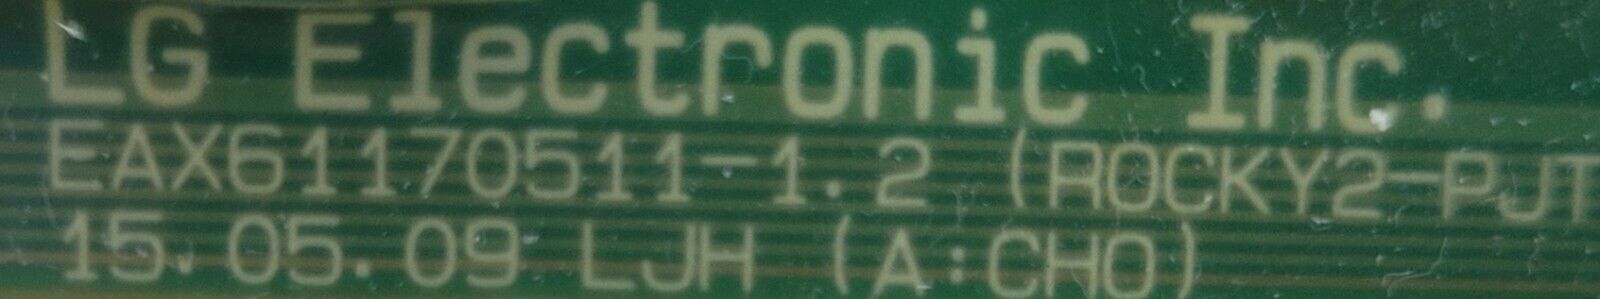 LG Electronic Inc.
EAX61170511-1.2 (ROCKY2-PJT
15.05.09 LJH (A:CHO)